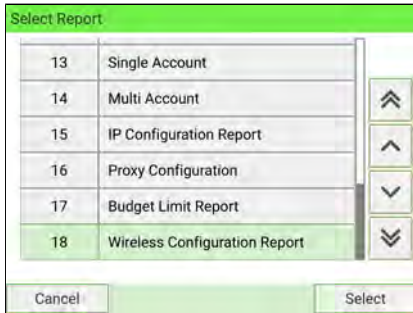 Select Report
13 Single Account
14 Multi Account
15 IP Configuration Report
16 Proxy Configuration
17 Budget Limit Report
18 Wireless Configuration Report
Cancel Select